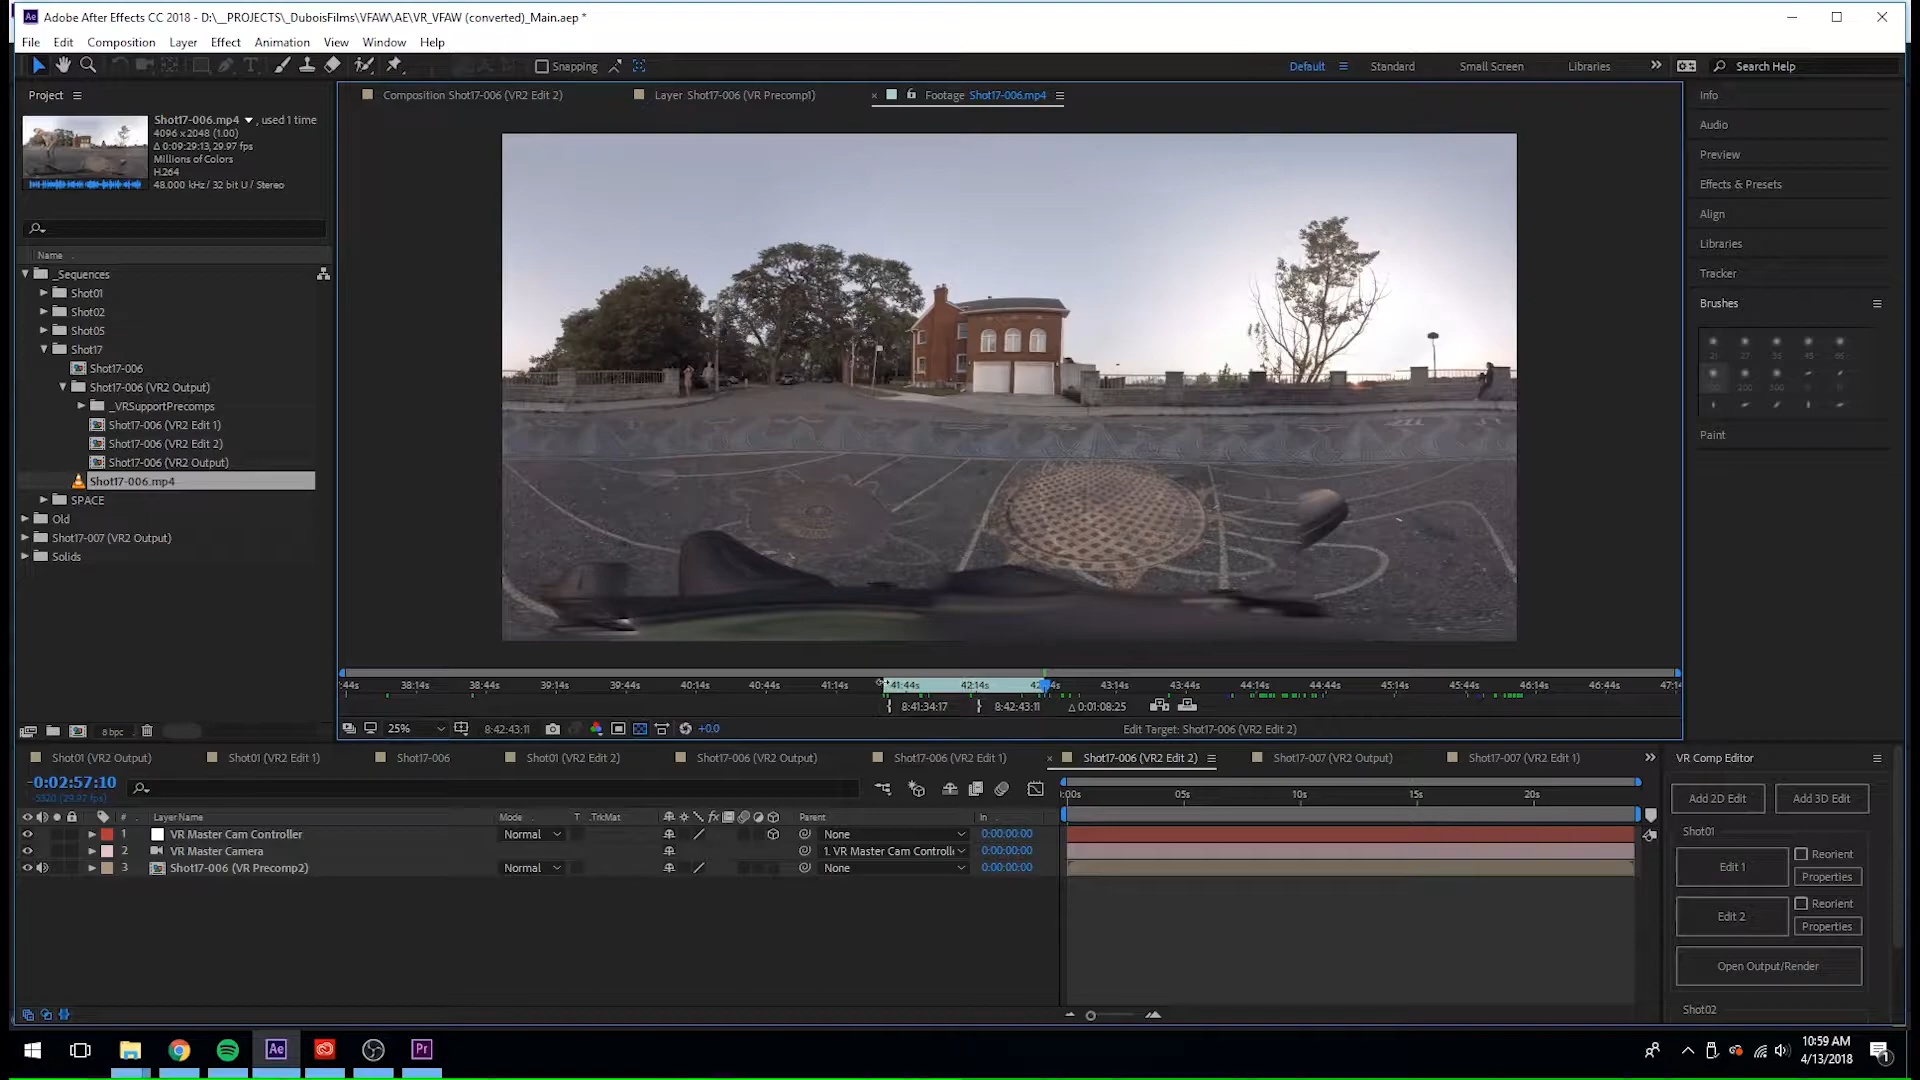 Adobe After Effects CC 2018 - D:\__PROJECTS\_DuboisFilms\VFAW\AE\VR_VFAW (converted)_Main.aep *
File Edit Composition Layer Effect Animation View Window Help
Snapping
Default Standard Small Screen Libraries Search Help
Project
Composition Shot17-006 (VR2 Edit 2) Layer Shot17-006 (VR Precomp1) Footage Shot17-006.mp4
Shot17-006.mp4 , used 1 time
4096 x 2048 (1.00)
Δ 0:09:29:13, 29.97 fps
Millions of Colors
H.264
48.000 kHz / 32 bit U / Stereo
Name
_Sequences
Shot01
Shot02
Shot05
Shot17
Shot17-006
Shot17-006 (VR2 Output)
_VRSupportPrecomps
Shot17-006 (VR2 Edit 1)
Shot17-006 (VR2 Edit 2)
Shot17-006 (VR2 Output)
Shot17-006.mp4
SPACE
Old
Shot17-007 (VR2 Output)
Solids
8 bpc
Info
Audio
Preview
Effects & Presets
Align
Libraries
Tracker
Brushes
Paint
:44s 38:14s 38:44s 39:14s 39:44s 40:14s 40:44s 41:14s 41:44s 42:14s 43:14s 43:44s 44:14s 44:44s 45:14s 45:44s 46:14s 46:44s 47:14
8:41:34:17 8:42:43:11 Δ 0:01:08:25
25% 8:42:43:11 +0.0 Edit Target: Shot17-006 (VR2 Edit 2)
Shot01 (VR2 Output) Shot01 (VR2 Edit 1) Shot17-006 Shot01 (VR2 Edit 2) Shot17-006 (VR2 Output) Shot17-006 (VR2 Edit 1) Shot17-006 (VR2 Edit 2) Shot17-007 (VR2 Output) Shot17-007 (VR2 Edit 1)
-0:02:57:10
# Layer Name Mode T .TrkMat Parent In
:00s 05s 10s 15s 20s
1 VR Master Cam Controller Normal None 0:00:00:00
2 VR Master Camera 1. VR Master Cam Controll 0:00:00:00
3 Shot17-006 (VR Precomp2) Normal None 0:00:00:00
VR Comp Editor
Add 2D Edit Add 3D Edit
Shot01
Edit 1 Reorient
Properties
Edit 2 Reorient
Properties
Open Output/Render
Shot02
Ae Pr
10:59 AM
4/13/2018
1